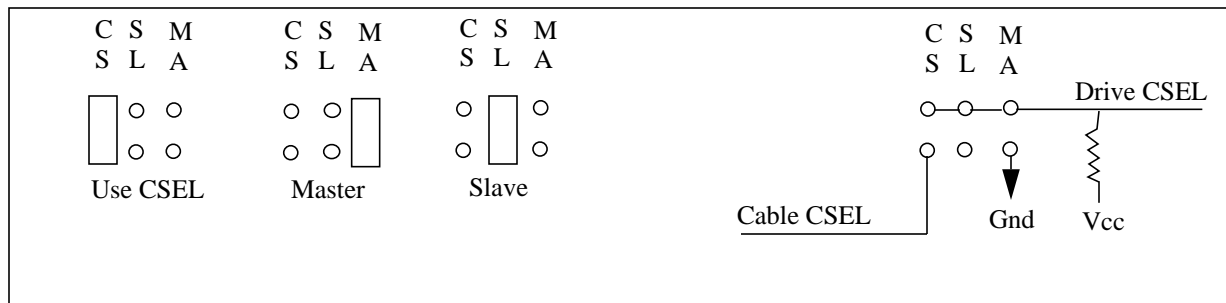 C S M
S L A
C S M
S L A
C S M
S L A
C S M
S L A
Drive CSEL
Use CSEL
Master
Slave
Cable CSEL
Gnd
Vcc